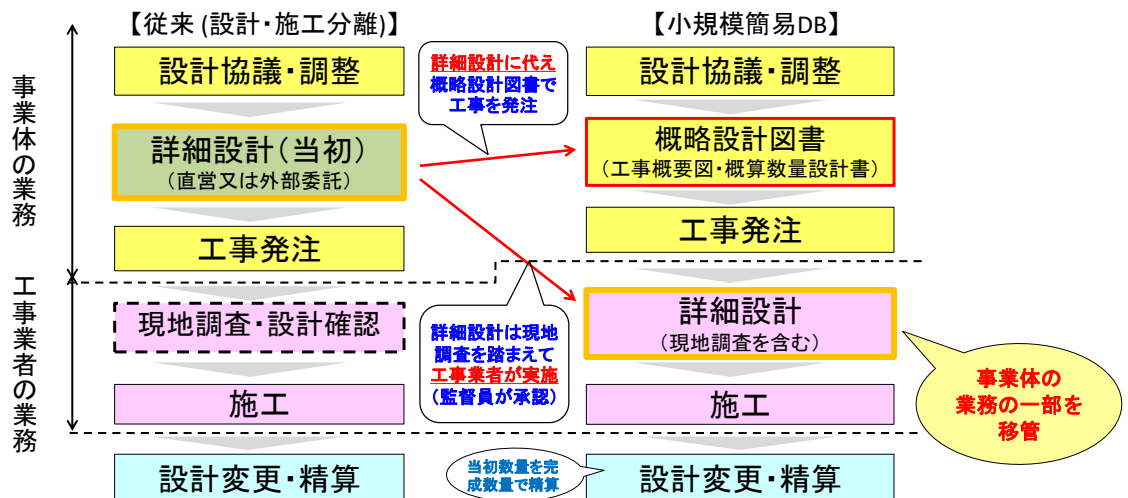 【従来 (設計・施工分離)】
【小規模簡易DB】
事業体の業務
設計協議・調整
詳細設計に代え
概略設計図書で
工事を発注
設計協議・調整
詳細設計（当初）
（直営又は外部委託）
概略設計図書
（工事概要図・概算数量設計書）
工事発注
工事発注
工事業者の業務
現地調査・設計確認
詳細設計は現地
調査を踏まえて
工事業者が実施
（監督員が承認）
詳細設計
（現地調査を含む）
事業体の
業務の一部を
移管
施工
施工
設計変更・精算
当初数量を完
成数量で精算
設計変更・精算